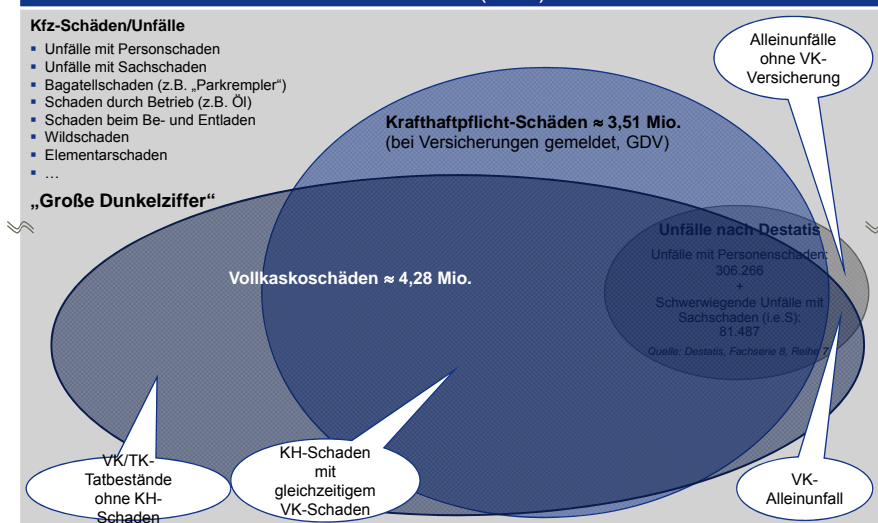 Kfz-Schäden/Unfälle
▪ Unfälle mit Personschaden
▪ Unfälle mit Sachschaden
▪ Bagatellschaden (z.B. „Parkrempler“)
▪ Schaden durch Betrieb (z.B. Öl)
▪ Schaden beim Be- und Entladen
▪ Wildschaden
▪ Elementarschaden
▪ …
„Große Dunkelziffer“
Alleinunfälle
ohne VK-
Versicherung
Krafthaftpflicht-Schäden ≈ 3,51 Mio.
(bei Versicherungen gemeldet, GDV)
Unfälle nach Destatis
Unfälle mit Personenschaden:
306.266
+
Schwerwiegende Unfälle mit
Sachschaden (i.e.S):
81.487
Quelle: Destatis, Fachserie 8, Reihe 7
Vollkaskoschäden ≈ 4,28 Mio.
VK/TK-
Tatbestände
ohne KH-
Schaden
KH-Schaden
mit
gleichzeitigem
VK-Schaden
VK-
Alleinunfall